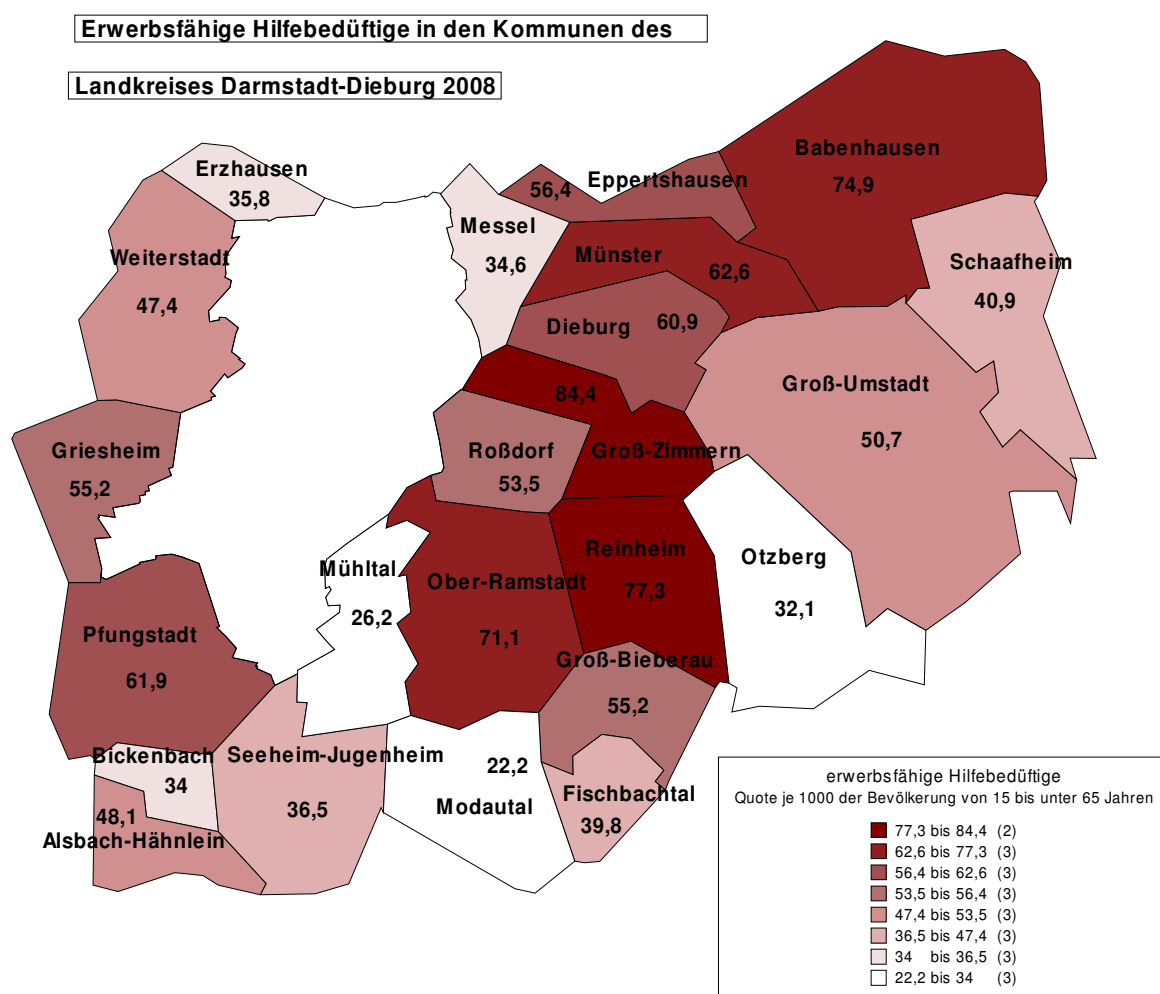 Erwerbsfähige Hilfebedüftige in den Kommunen des
Landkreises Darmstadt-Dieburg 2008
Babenhausen
74,9
Erzhausen
35,8
Eppertshausen
56,4
Messel
34,6
Weiterstadt
47,4
Münster
62,6
Schaafheim
40,9
Dieburg
60,9
Groß-Umstadt
50,7
84,4
Groß-Zimmern
Griesheim
55,2
Roßdorf
53,5
Reinheim
77,3
Otzberg
32,1
Mühltal
26,2
Ober-Ramstadt
71,1
Pfungstadt
61,9
Groß-Bieberau
55,2
Bickenbach
34
Seeheim-Jugenheim
36,5
22,2
Modautal
Fischbachtal
39,8
48,1
Alsbach-Hähnlein
erwerbsfähige Hilfebedüftige
Quote je 1000 der Bevölkerung von 15 bis unter 65 Jahren
77,3 bis 84,4 (2)
62,6 bis 77,3 (3)
56,4 bis 62,6 (3)
53,5 bis 56,4 (3)
47,4 bis 53,5 (3)
36,5 bis 47,4 (3)
34 bis 36,5 (3)
22,2 bis 34 (3)